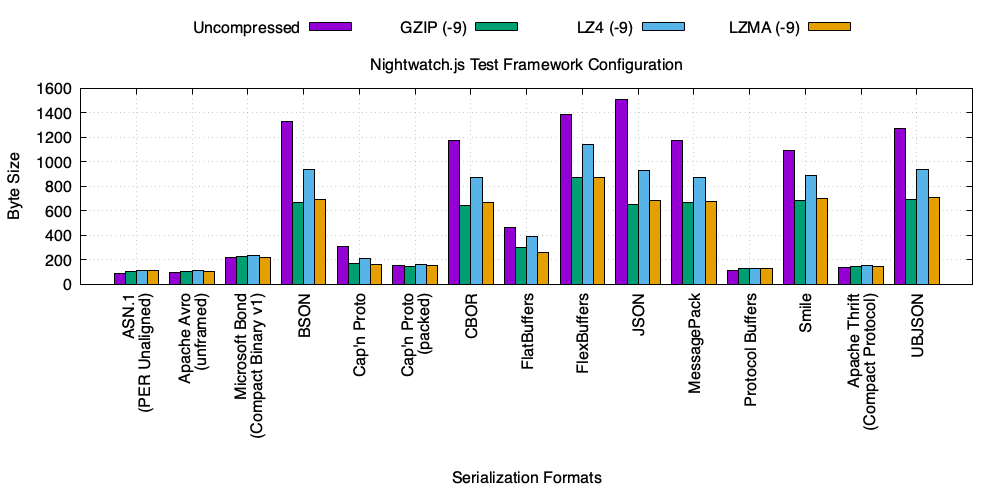 Uncompressed GZIP (-9) LZ4 (-9) LZMA (-9)
Nightwatch.js Test Framework Configuration
Byte Size
1600
1400
1200
1000
800
600
400
200
0
ASN.1
(PER Unaligned)
Apache Avro
(unframed)
Microsoft Bond
(Compact Binary v1)
BSON
Cap'n Proto
Cap'n Proto
(packed)
CBOR
FlatBuffers
FlexBuffers
JSON
MessagePack
Protocol Buffers
Smile
Apache Thrift
(Compact Protocol)
UBJSON
Serialization Formats